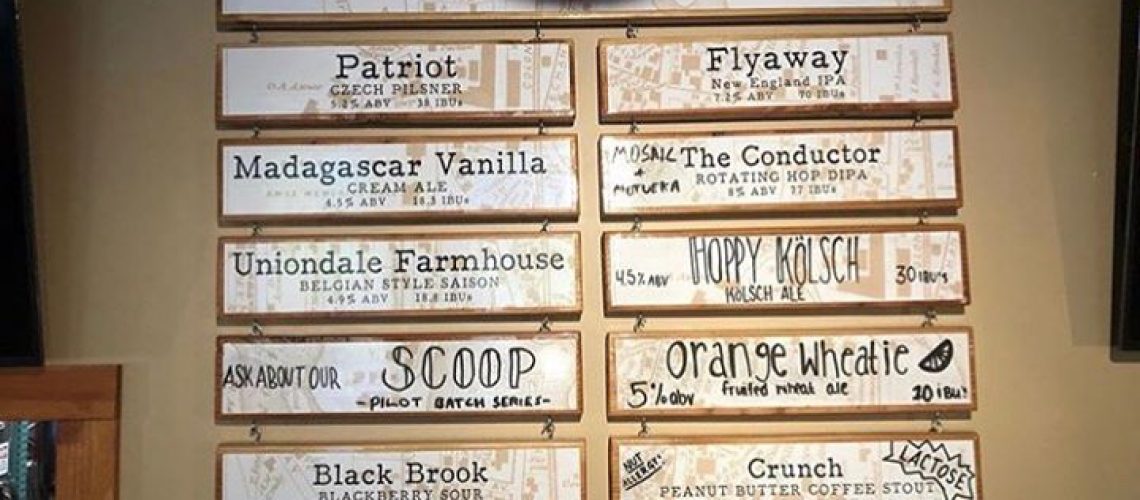 Patriot
CZECH PILSNER
5.2% ABV 38 IBUs
Madagascar Vanilla
CREAM ALE
4.5% ABV 18.3 IBUs
Uniondale Farmhouse
BELGIAN STYLE SAISON
4.9% ABV 18.8 IBUs
ASK ABOUT OUR SCOOP
-PILOT BATCH SERIES-
Black Brook
BLACKBERRY SOUR
Flyaway
New England IPA
7.2% ABV 70 IBUs
MOSAIC
+
MOTUEKA
The Conductor
ROTATING HOP DIPA
8% ABV 77 IBUs
HOPPY KÖLSCH
4.5% ABV
30 IBU's
KÖLSCH ALE
Orange Wheatie
5% abv
fruited wheat ale
20 iBU's
NUT
ALLERGY!
Crunch
LACTOSE
PEANUT BUTTER COFFEE STOUT